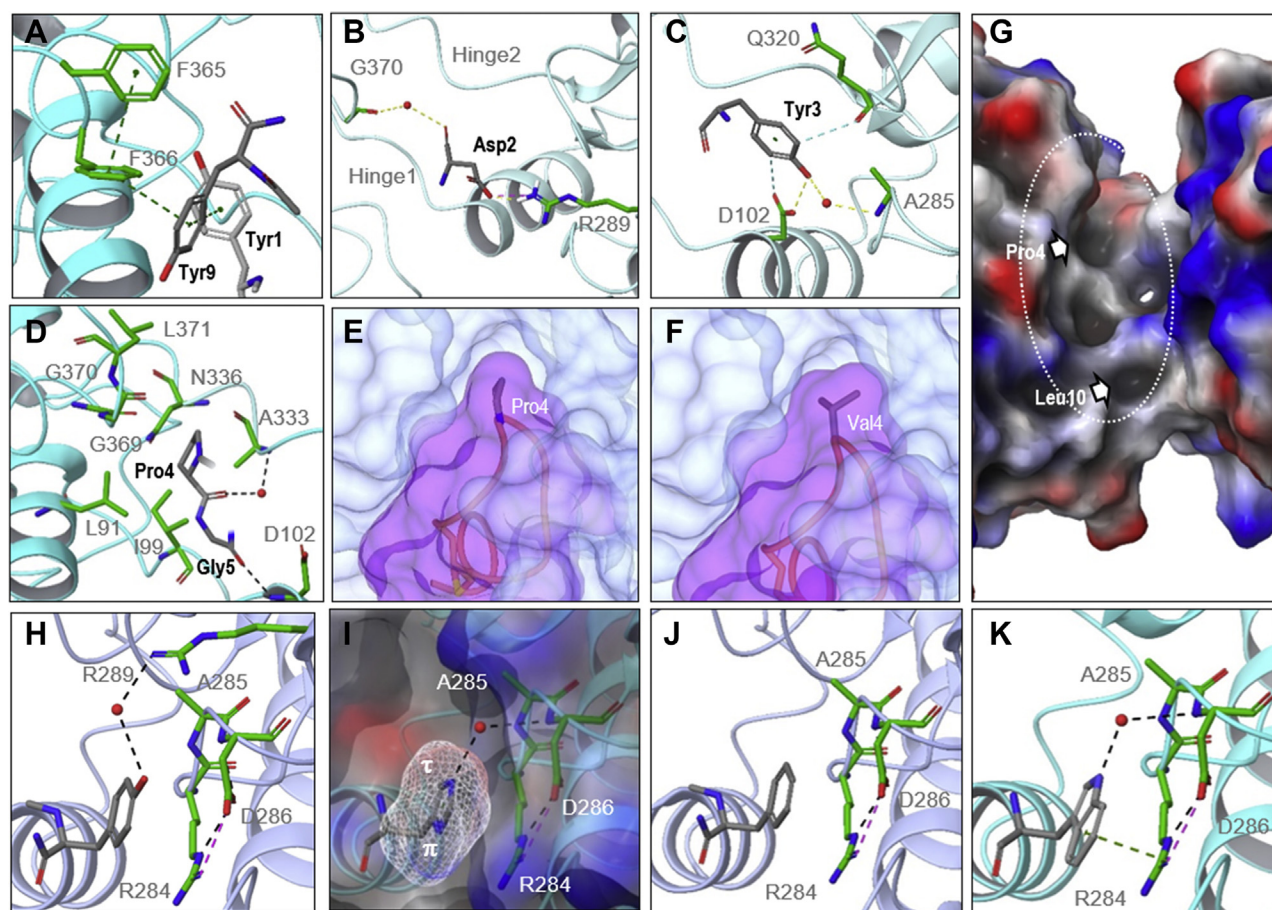 A
F365
F366
Tyr1
Tyr9
B
Hinge2
G370
Asp2
Hinge1
R289
C
Q320
Tyr3
D102
A285
G
Pro4
Leu10
D
L371
G370
N336
A333
G369
Pro4
L91
I99
D102
Gly5
E
Pro4
F
Val4
H
R289
A285
D286
R284
I
A285
τ
π
D286
R284
J
A285
D286
R284
K
A285
D286
R284